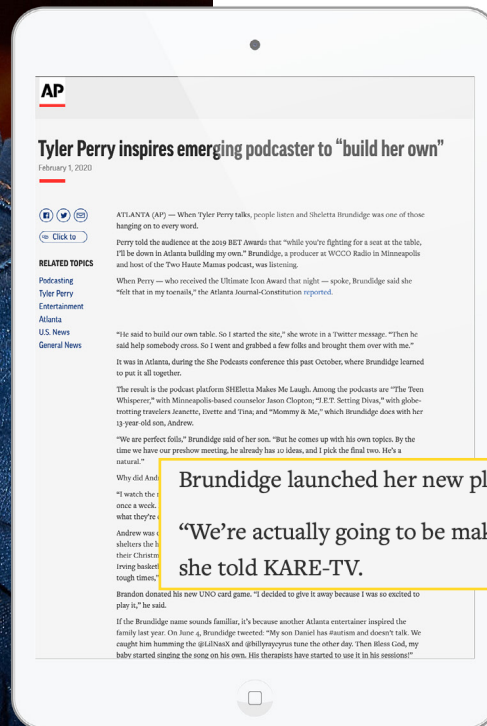 AP
Tyler Perry inspires emerging podcaster to “build her own”
February 1, 2020
Click to
RELATED TOPICS
Podcasting
Tyler Perry
Entertainment
Atlanta
U.S. News
General News
ATLANTA (AP) — When Tyler Perry talks, people listen and Sheletta Brundidge was one of those
hanging on to every word.
Perry told the audience at the 2019 BET Awards that “while you’re fighting for a seat at the table,
I’ll be down in Atlanta building my own.” Brundidge, a producer at WCCO Radio in Minneapolis
and host of the Two Haute Mamas podcast, was listening.
When Perry — who received the Ultimate Icon Award that night — spoke, Brundidge said she
“felt that in my toenails,” the Atlanta Journal-Constitution reported.
“He said to build our own table. So I started the site,” she wrote in a Twitter message. “Then he
said help somebody cross. So I went and grabbed a few folks and brought them over with me.”
It was in Atlanta, during the She Podcasts conference this past October, where Brundidge learned
to put it all together.
The result is the podcast platform SHEletta Makes Me Laugh. Among the podcasts are “The Teen
Whisperer,” with Minneapolis-based counselor Jason Clopton; “J.E.T. Setting Divas,” with globe-
trotting travelers Jeanette, Evette and Tina; and “Mommy & Me,” which Brundidge does with her
13-year-old son, Andrew.
“We are perfect foils,” Brundidge said of her son. “But he comes up with his own topics. By the
time we have our preshow meeting, he already has 10 ideas, and I pick the final two. He’s a
natural.”
Why did And
“I watch the
once a week.
what they’re
Andrew was
shelters the h
their Christm
Irving basket
tough times,”
Brundidge launched her new pl
“We’re actually going to be mak
she told KARE-TV.
Brandon donated his new UNO card game. “I decided to give it away because I was so excited to
play it,” he said.
If the Brundidge name sounds familiar, it’s because another Atlanta entertainer inspired the
family last year. On June 4, Brundidge tweeted: “My son Daniel has #autism and doesn’t talk. We
caught him humming the @LilNasX and @billyraycyrus tune the other day. Then Bless God, my
baby started singing the song on his own. His therapists have started to use it in his sessions!”